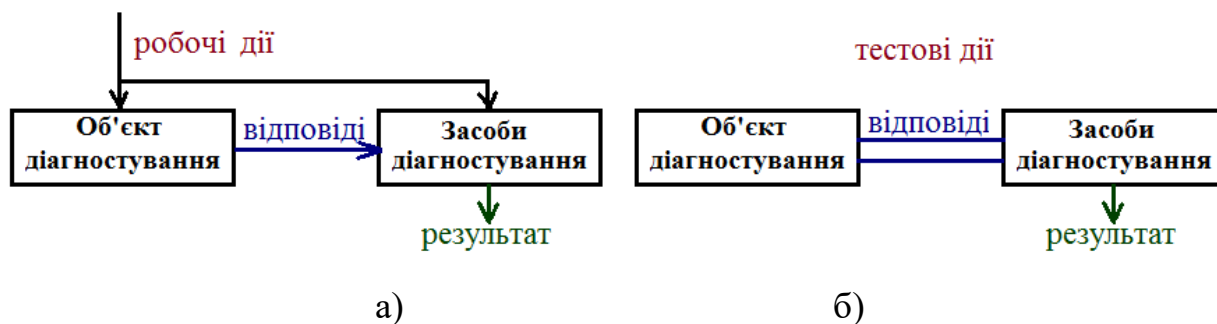 робочі дії
Об'єкт
діагностування
відповіді
Засоби
діагностування
результат
а)
тестові дії
Об'єкт
діагностування
відповіді
Засоби
діагностування
результат
б)